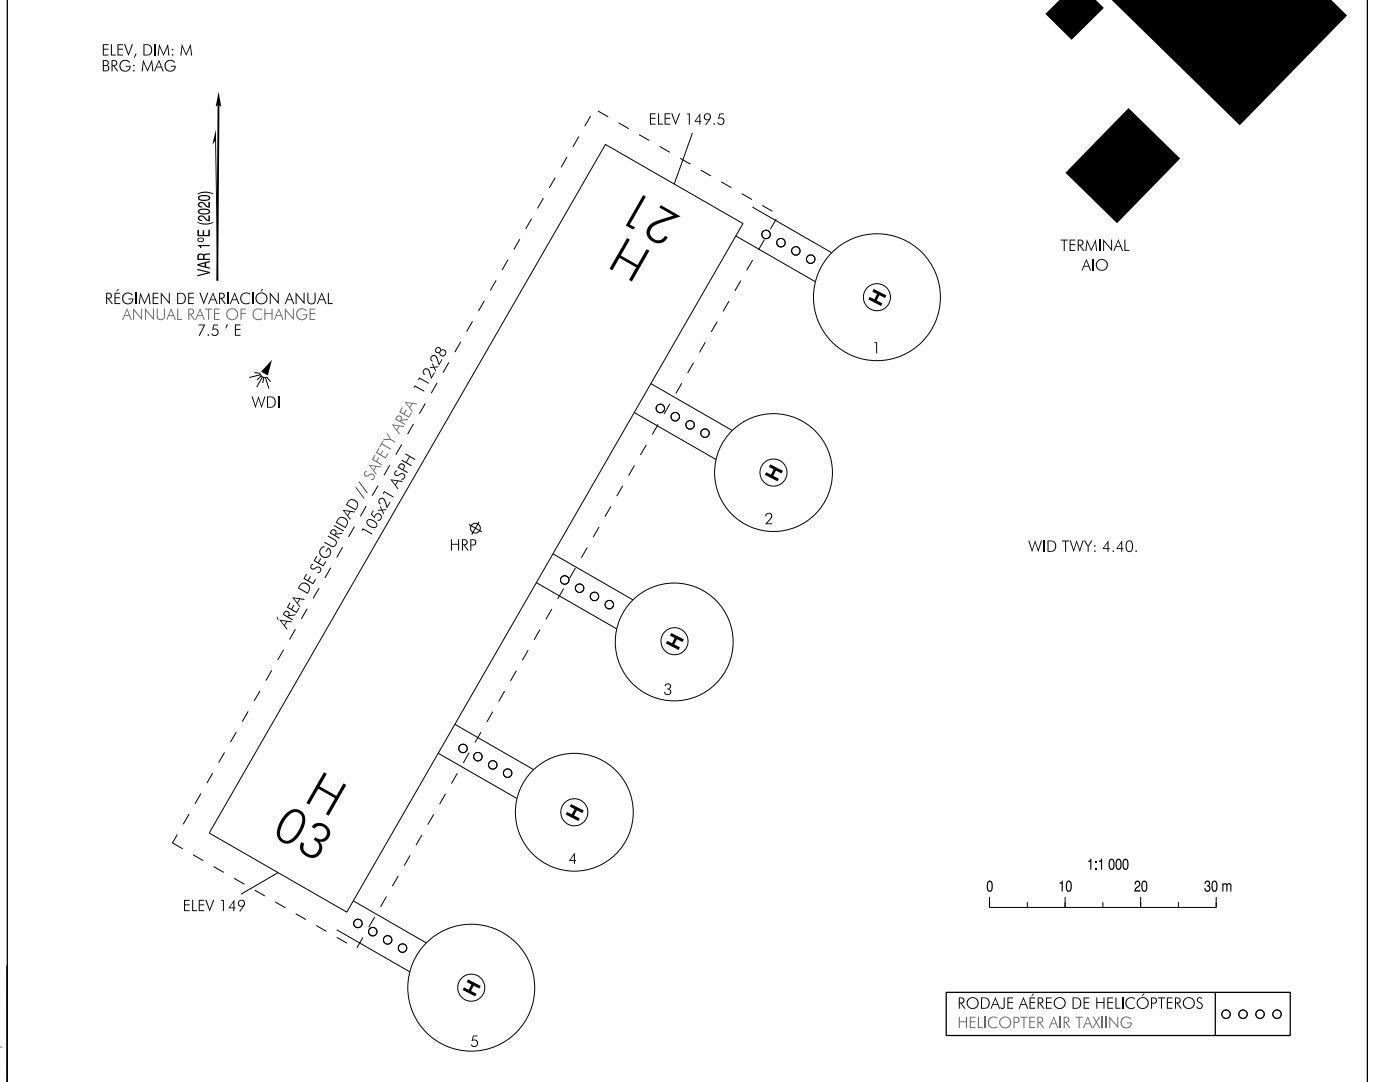 ELEV, DIM: M
BRG: MAG
VAR 1ºE (2020)
RÉGIMEN DE VARIACIÓN ANUAL
ANNUAL RATE OF CHANGE
7.5 ' E
WDI
ELEV 149.5
21
H
H
1
TERMINAL
AIO
ÁREA DE SEGURIDAD // SAFETY AREA 112x28
105x21 ASPH
H
2
HRP
WID TWY: 4.40.
H
3
H
03
H
4
ELEV 149
H
5
1:1 000
0 10 20 30 m
RODAJE AÉREO DE HELICÓPTEROS
HELICOPTER AIR TAXIING